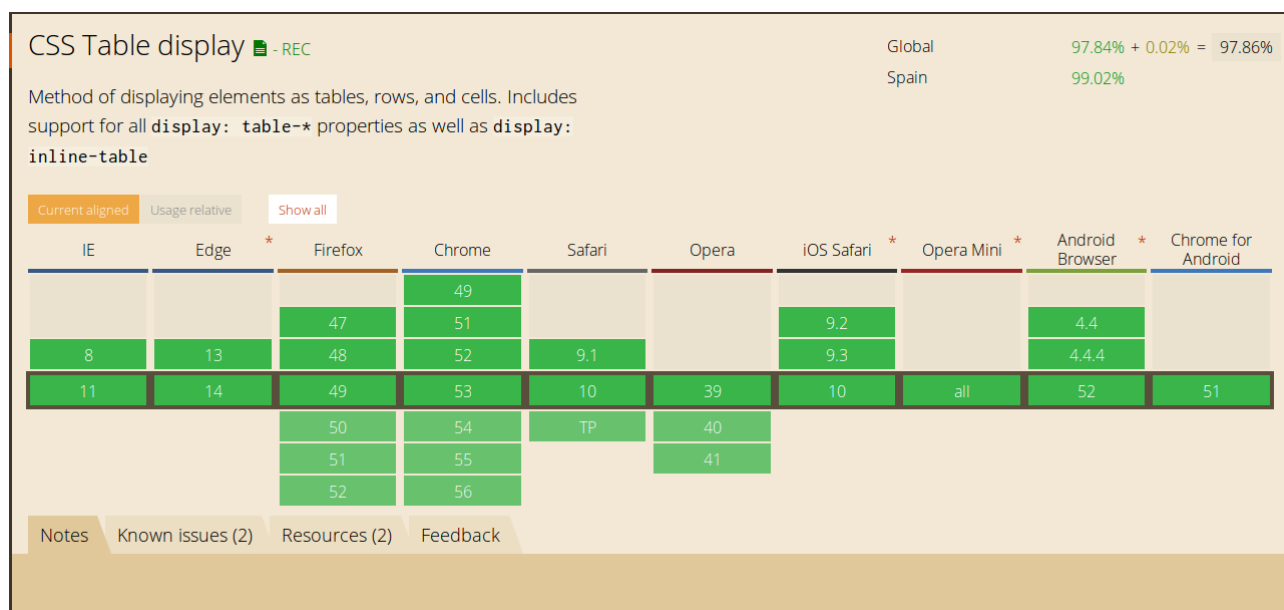 CSS Table display - REC
Global 97.84% + 0.02% = 97.86%
Spain 99.02%
Method of displaying elements as tables, rows, and cells. Includes
support for all display: table-* properties as well as display:
inline-table
Current aligned Usage relative Show all
IE Edge * Firefox Chrome Safari Opera iOS Safari * Opera Mini * Android Browser * Chrome for Android
49
47 51 9.2 4.4
8 13 48 52 9.1 9.3 4.4.4
11 14 49 53 10 39 10 all 52 51
50 54 TP 40
51 55 41
52 56
Notes Known issues (2) Resources (2) Feedback